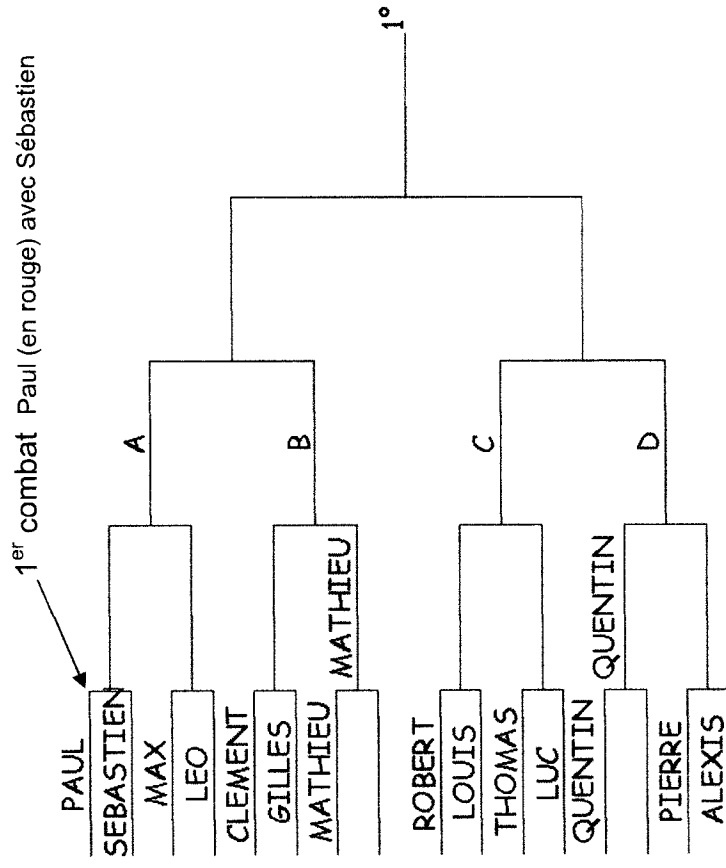 1er combat Paul (en rouge) avec Sébastien
PAUL
SEBASTIEN
MAX
LEO
CLEMENT
GILLES
MATHIEU
MATHIEU
ROBERT
LOUIS
THOMAS
LUC
QUENTIN
QUENTIN
PIERRE
ALEXIS
A
B
C
D
1°